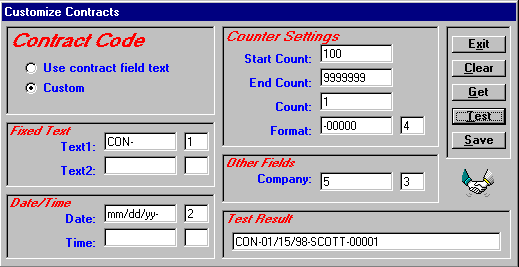 Customize Contracts
Contract Code
Use contract field text
Custom
Fixed Text
Text1: CON- 1
Text2:
Date/Time
Date: mm/dd/yy- 2
Time:
Counter Settings
Start Count: 100
End Count: 9999999
Count: 1
Format: -00000 4
Other Fields
Company: 5 3
Test Result
CON-01/15/98-SCOTT-00001
Exit
Clear
Get
Test
Save